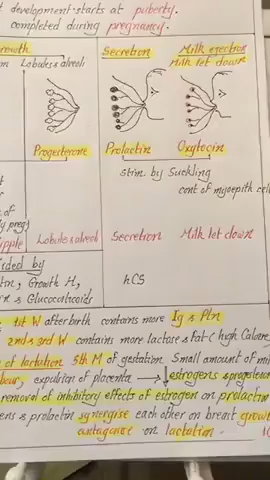 t development starts at puberty.
completed during pregnancy.
Growth
Secretion
Milk ejection
Milk let down
Lobules & alveoli
Progesterone
Prolactin
Oxytocin
stim. by Suckling
cont of myoepith cell
of
y preg)
ipple
Lobules & alveoli
Secretion
Milk let down
ided by
tn, Growth H,
n & Glucocorticoids
hCS
1st W after birth contains more Ig & Ptn
2nd & 3rd W contains more lactose & fat (high Calorie
of lactation 5th M of gestation Small amount of mil
bour, expulsion of placenta → ↓ estrogens & progesteron
removal of inhibitory effects of estrogen on prolactin
ens & prolactin synergise each other on breast growt
antagonise on lactation.